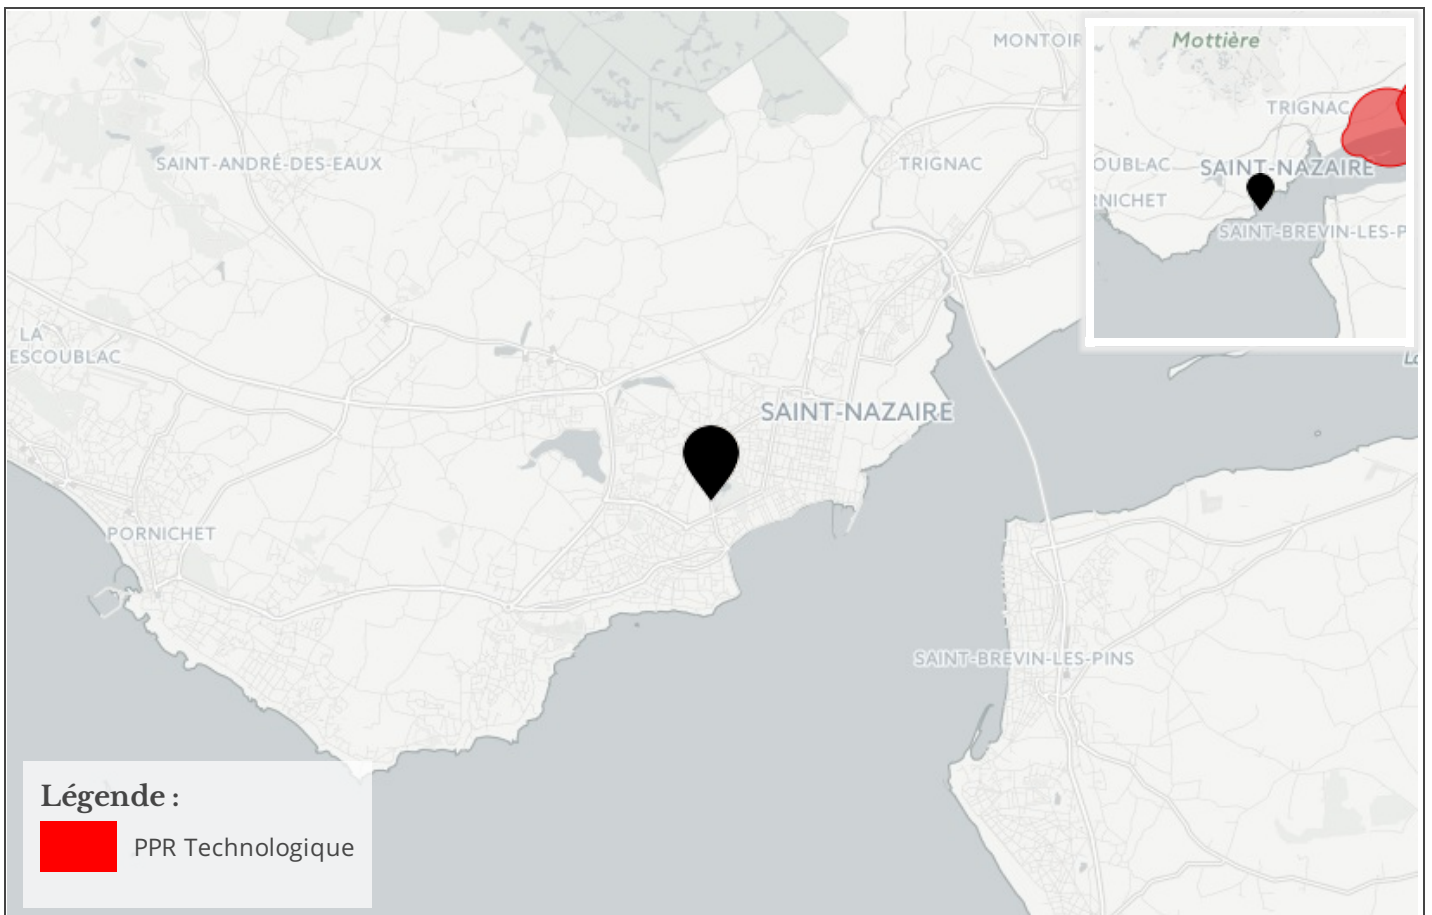 MONTOIR
SAINT-ANDRÉ-DES-EAUX
TRIGNAC
LA
ESCOUBLAC
SAINT-NAZAIRE
PORNICHET
SAINT-BREVIN-LES-PINS
Mottière
TRIGNAC
OUBLAC
SAINT-NAZAIRE
RNICHET
SAINT-BREVIN-LES-P
Légende :
PPR Technologique